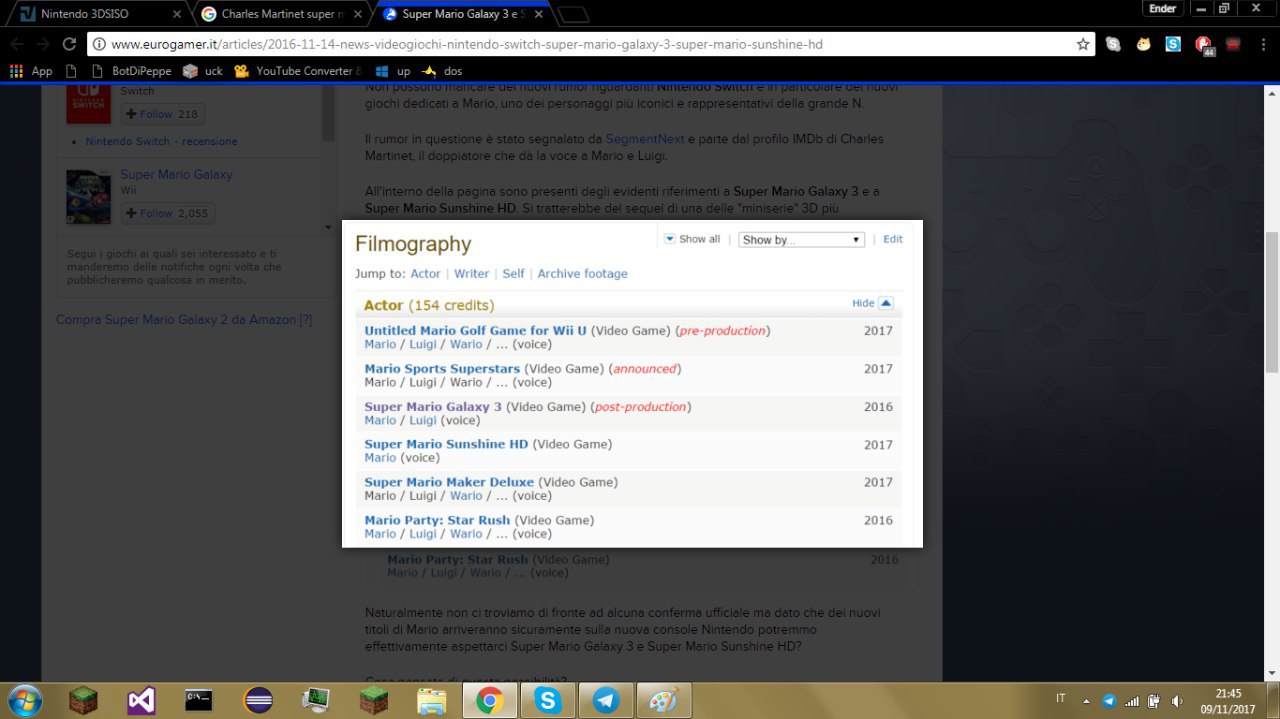 Nintendo 3DSISO
Charles Martinet super m
Super Mario Galaxy 3 e S
Ender
www.eurogamer.it/articles/2016-11-14-news-videogiochi-nintendo-switch-super-mario-galaxy-3-super-mario-sunshine-hd
44
App
BotDiPeppe
uck
YouTube Converter &
up
dos
NINTENDO
SWITCH
Switch
+ Follow 218
Nintendo Switch - recensione
Super Mario Galaxy
Wii
+ Follow 2,055
Segui i giochi ai quali sei interessato e ti
manderemo delle notifiche ogni volta che
pubblicheremo qualcosa in merito.
Compra Super Mario Galaxy 2 da Amazon [?]
Non possono mancare dei nuovi rumor riguardanti Nintendo Switch e in particolare dei nuovi
giochi dedicati a Mario, uno dei personaggi più iconici e rappresentativi della grande N.
Il rumor in questione è stato segnalato da SegmentNext e parte dal profilo IMDb di Charles
Martinet, il doppiatore che dà la voce a Mario e Luigi.
All'interno della pagina sono presenti degli evidenti riferimenti a Super Mario Galaxy 3 e a
Super Mario Sunshine HD. Si tratterebbe del sequel di una delle "miniserie" 3D più
Filmography
Show all | Show by... | Edit
Jump to: Actor | Writer | Self | Archive footage
Actor (154 credits)
Hide
Untitled Mario Golf Game for Wii U (Video Game) (pre-production) 2017
Mario / Luigi / Wario / ... (voice)
Mario Sports Superstars (Video Game) (announced) 2017
Mario / Luigi / Wario / ... (voice)
Super Mario Galaxy 3 (Video Game) (post-production) 2016
Mario / Luigi (voice)
Super Mario Sunshine HD (Video Game) 2017
Mario (voice)
Super Mario Maker Deluxe (Video Game) 2017
Mario / Luigi / Wario / ... (voice)
Mario Party: Star Rush (Video Game) 2016
Mario / Luigi / Wario / ... (voice)
Mario Party: Star Rush (Video Game) 2016
Mario / Luigi / Wario / ... (voice)
Naturalmente non ci troviamo di fronte ad alcuna conferma ufficiale ma dato che dei nuovi
titoli di Mario arriveranno sicuramente sulla nuova console Nintendo potremmo
effettivamente aspettarci Super Mario Galaxy 3 e Super Mario Sunshine HD?
Cosa pensate di questa possibilità?
IT
21:45
09/11/2017